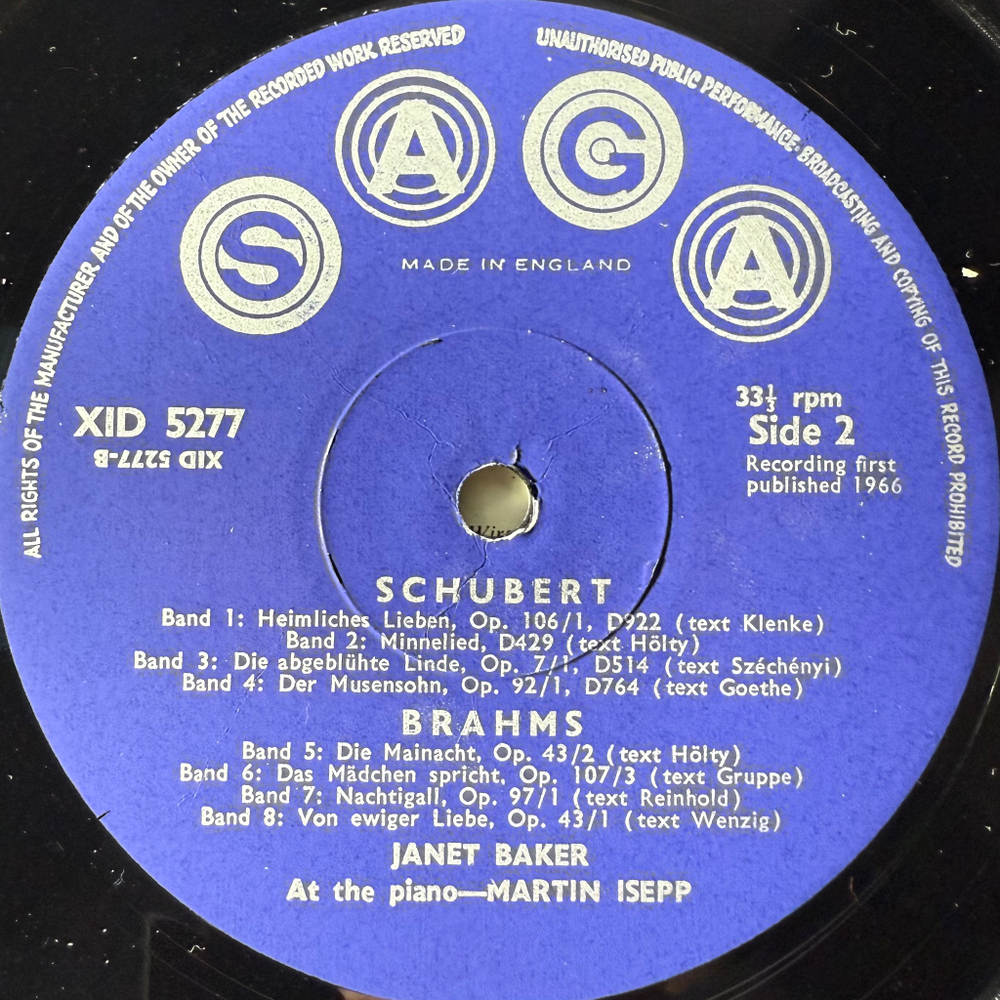 ALL RIGHTS OF THE MANUFACTURER AND OF THE OWNER OF THE RECORDED WORK RESERVED
UNAUTHORISED PUBLIC PERFORMANCE, BROADCASTING AND COPYING OF THIS RECORD PROHIBITED
SAGA
MADE IN ENGLAND
XID 5277
XID 5277-B
33⅓ rpm
Side 2
Recording first
published 1966
SCHUBERT
Band 1: Heimliches Lieben, Op. 106/1, D922 (text Klenke)
Band 2: Minnelied, D429 (text Hölty)
Band 3: Die abgeblühte Linde, Op. 7/1, D514 (text Széchényi)
Band 4: Der Musensohn, Op. 92/1, D764 (text Goethe)
BRAHMS
Band 5: Die Mainacht, Op. 43/2 (text Hölty)
Band 6: Das Mädchen spricht, Op. 107/3 (text Gruppe)
Band 7: Nachtigall, Op. 97/1 (text Reinhold)
Band 8: Von ewiger Liebe, Op. 43/1 (text Wenzig)
JANET BAKER
At the piano—MARTIN ISEPP